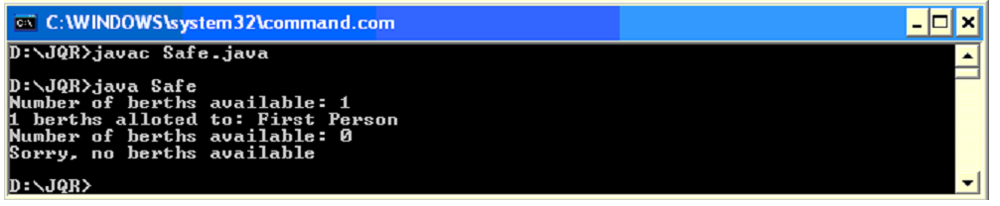 C:\WINDOWS\system32\command.com
D:\JQR>javac Safe.java
D:\JQR>java Safe
Number of berths available: 1
1 berths alloted to: First Person
Number of berths available: 0
Sorry, no berths available
D:\JQR>